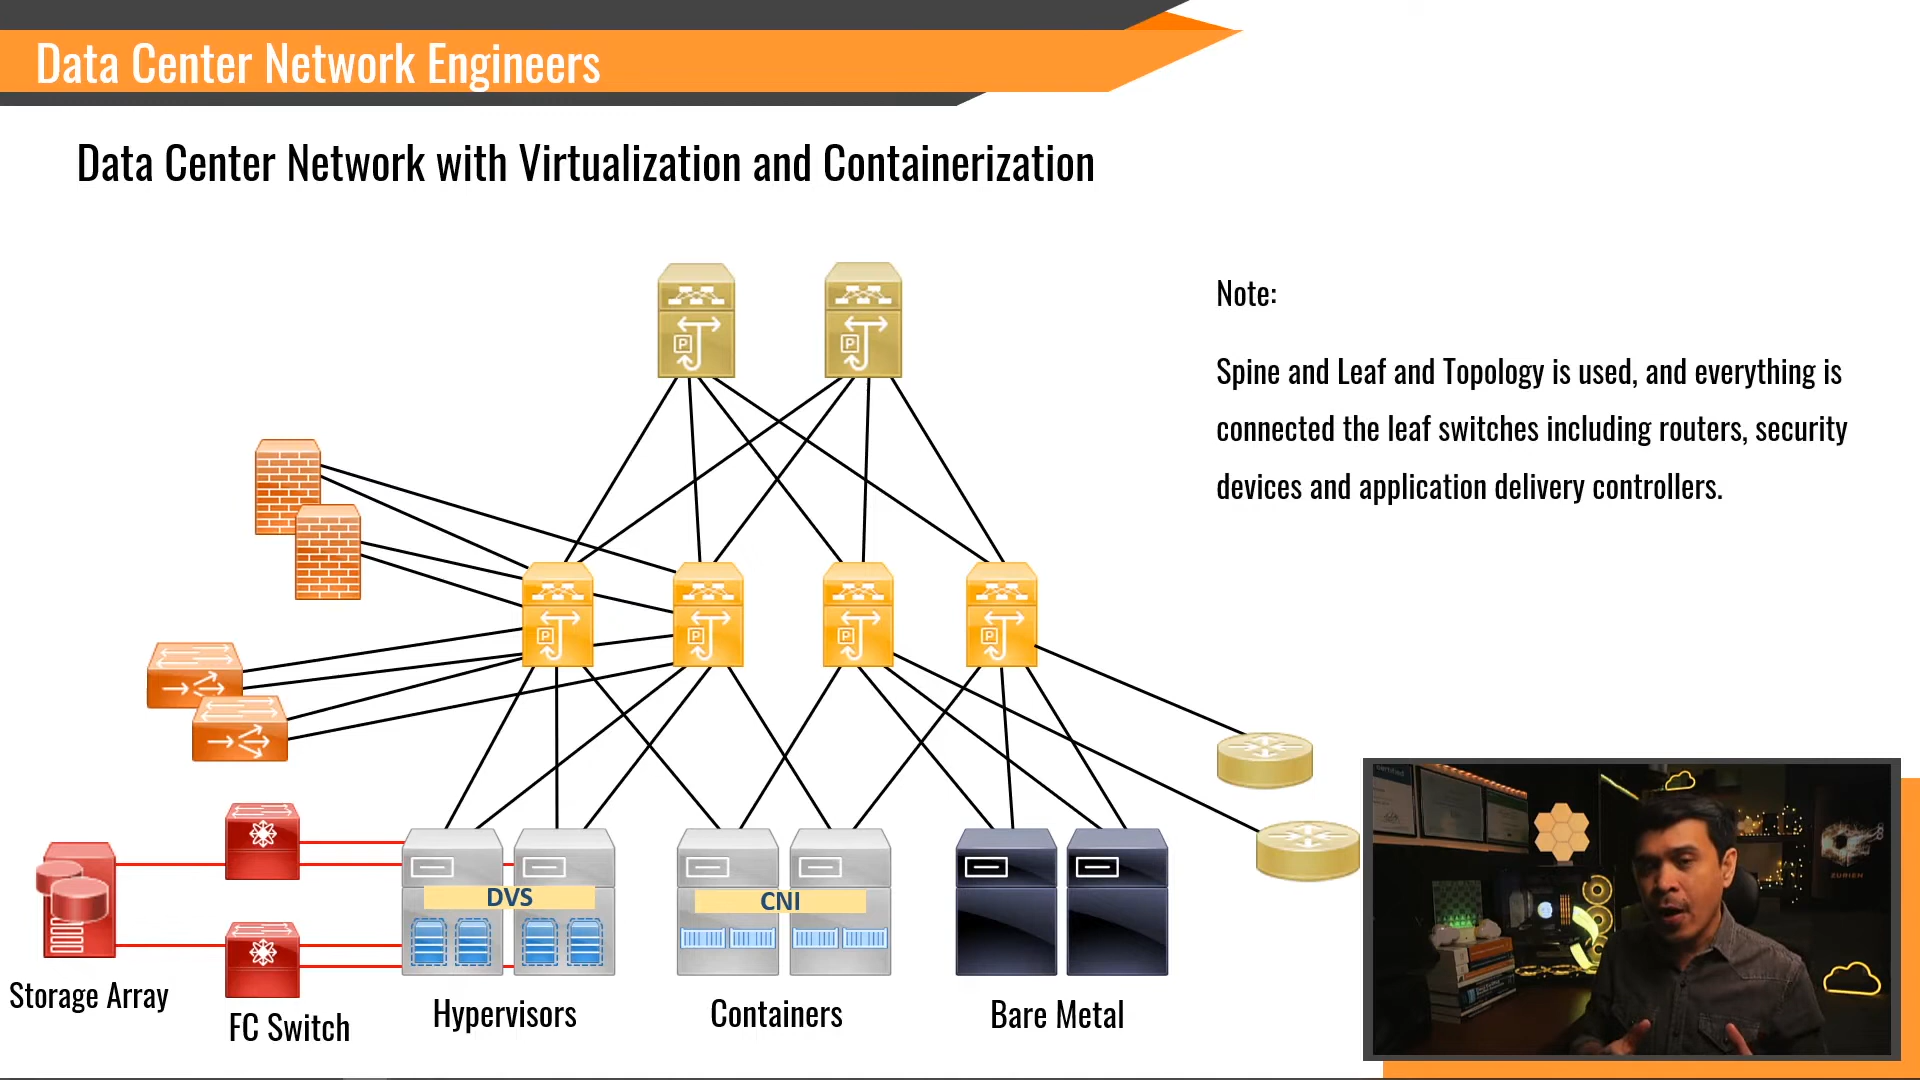 Data Center Network Engineers
Data Center Network with Virtualization and Containerization
Note:
Spine and Leaf and Topology is used, and everything is
connected the leaf switches including routers, security
devices and application delivery controllers.
P
P
P
P
P
P
DVS
CNI
Storage Array
FC Switch
Hypervisors
Containers
Bare Metal
ZURIEN